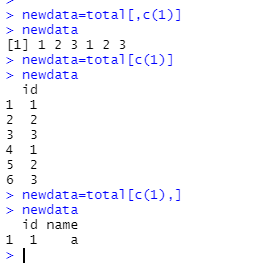 >
> newdata=total[,c(1)]
> newdata
[1] 1 2 3 1 2 3
> newdata=total[c(1)]
> newdata
  id
1  1
2  2
3  3
4  1
5  2
6  3
> newdata=total[c(1),]
> newdata
  id name
1  1    a
>